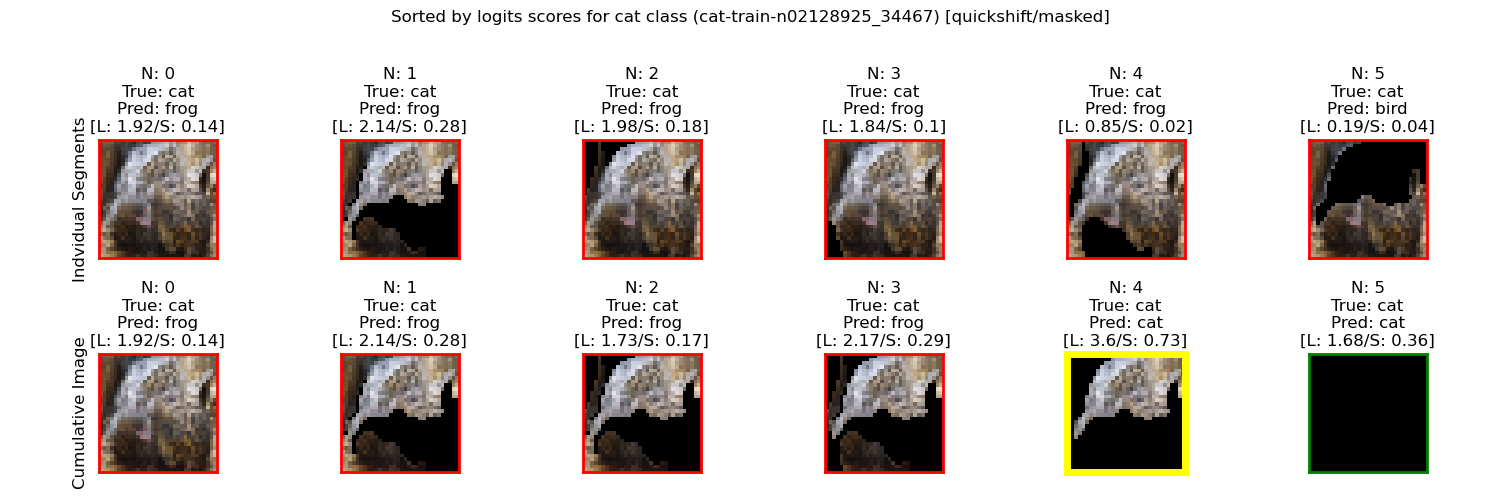 Sorted by logits scores for cat class (cat-train-n02128925_34467) [quickshift/masked]
Indvidual Segments
N: 0
True: cat
Pred: frog
[L: 1.92/S: 0.14]
N: 1
True: cat
Pred: frog
[L: 2.14/S: 0.28]
N: 2
True: cat
Pred: frog
[L: 1.98/S: 0.18]
N: 3
True: cat
Pred: frog
[L: 1.84/S: 0.1]
N: 4
True: cat
Pred: frog
[L: 0.85/S: 0.02]
N: 5
True: cat
Pred: bird
[L: 0.19/S: 0.04]
Cumulative Image
N: 0
True: cat
Pred: frog
[L: 1.92/S: 0.14]
N: 1
True: cat
Pred: frog
[L: 2.14/S: 0.28]
N: 2
True: cat
Pred: frog
[L: 1.73/S: 0.17]
N: 3
True: cat
Pred: frog
[L: 2.17/S: 0.29]
N: 4
True: cat
Pred: cat
[L: 3.6/S: 0.73]
N: 5
True: cat
Pred: cat
[L: 1.68/S: 0.36]